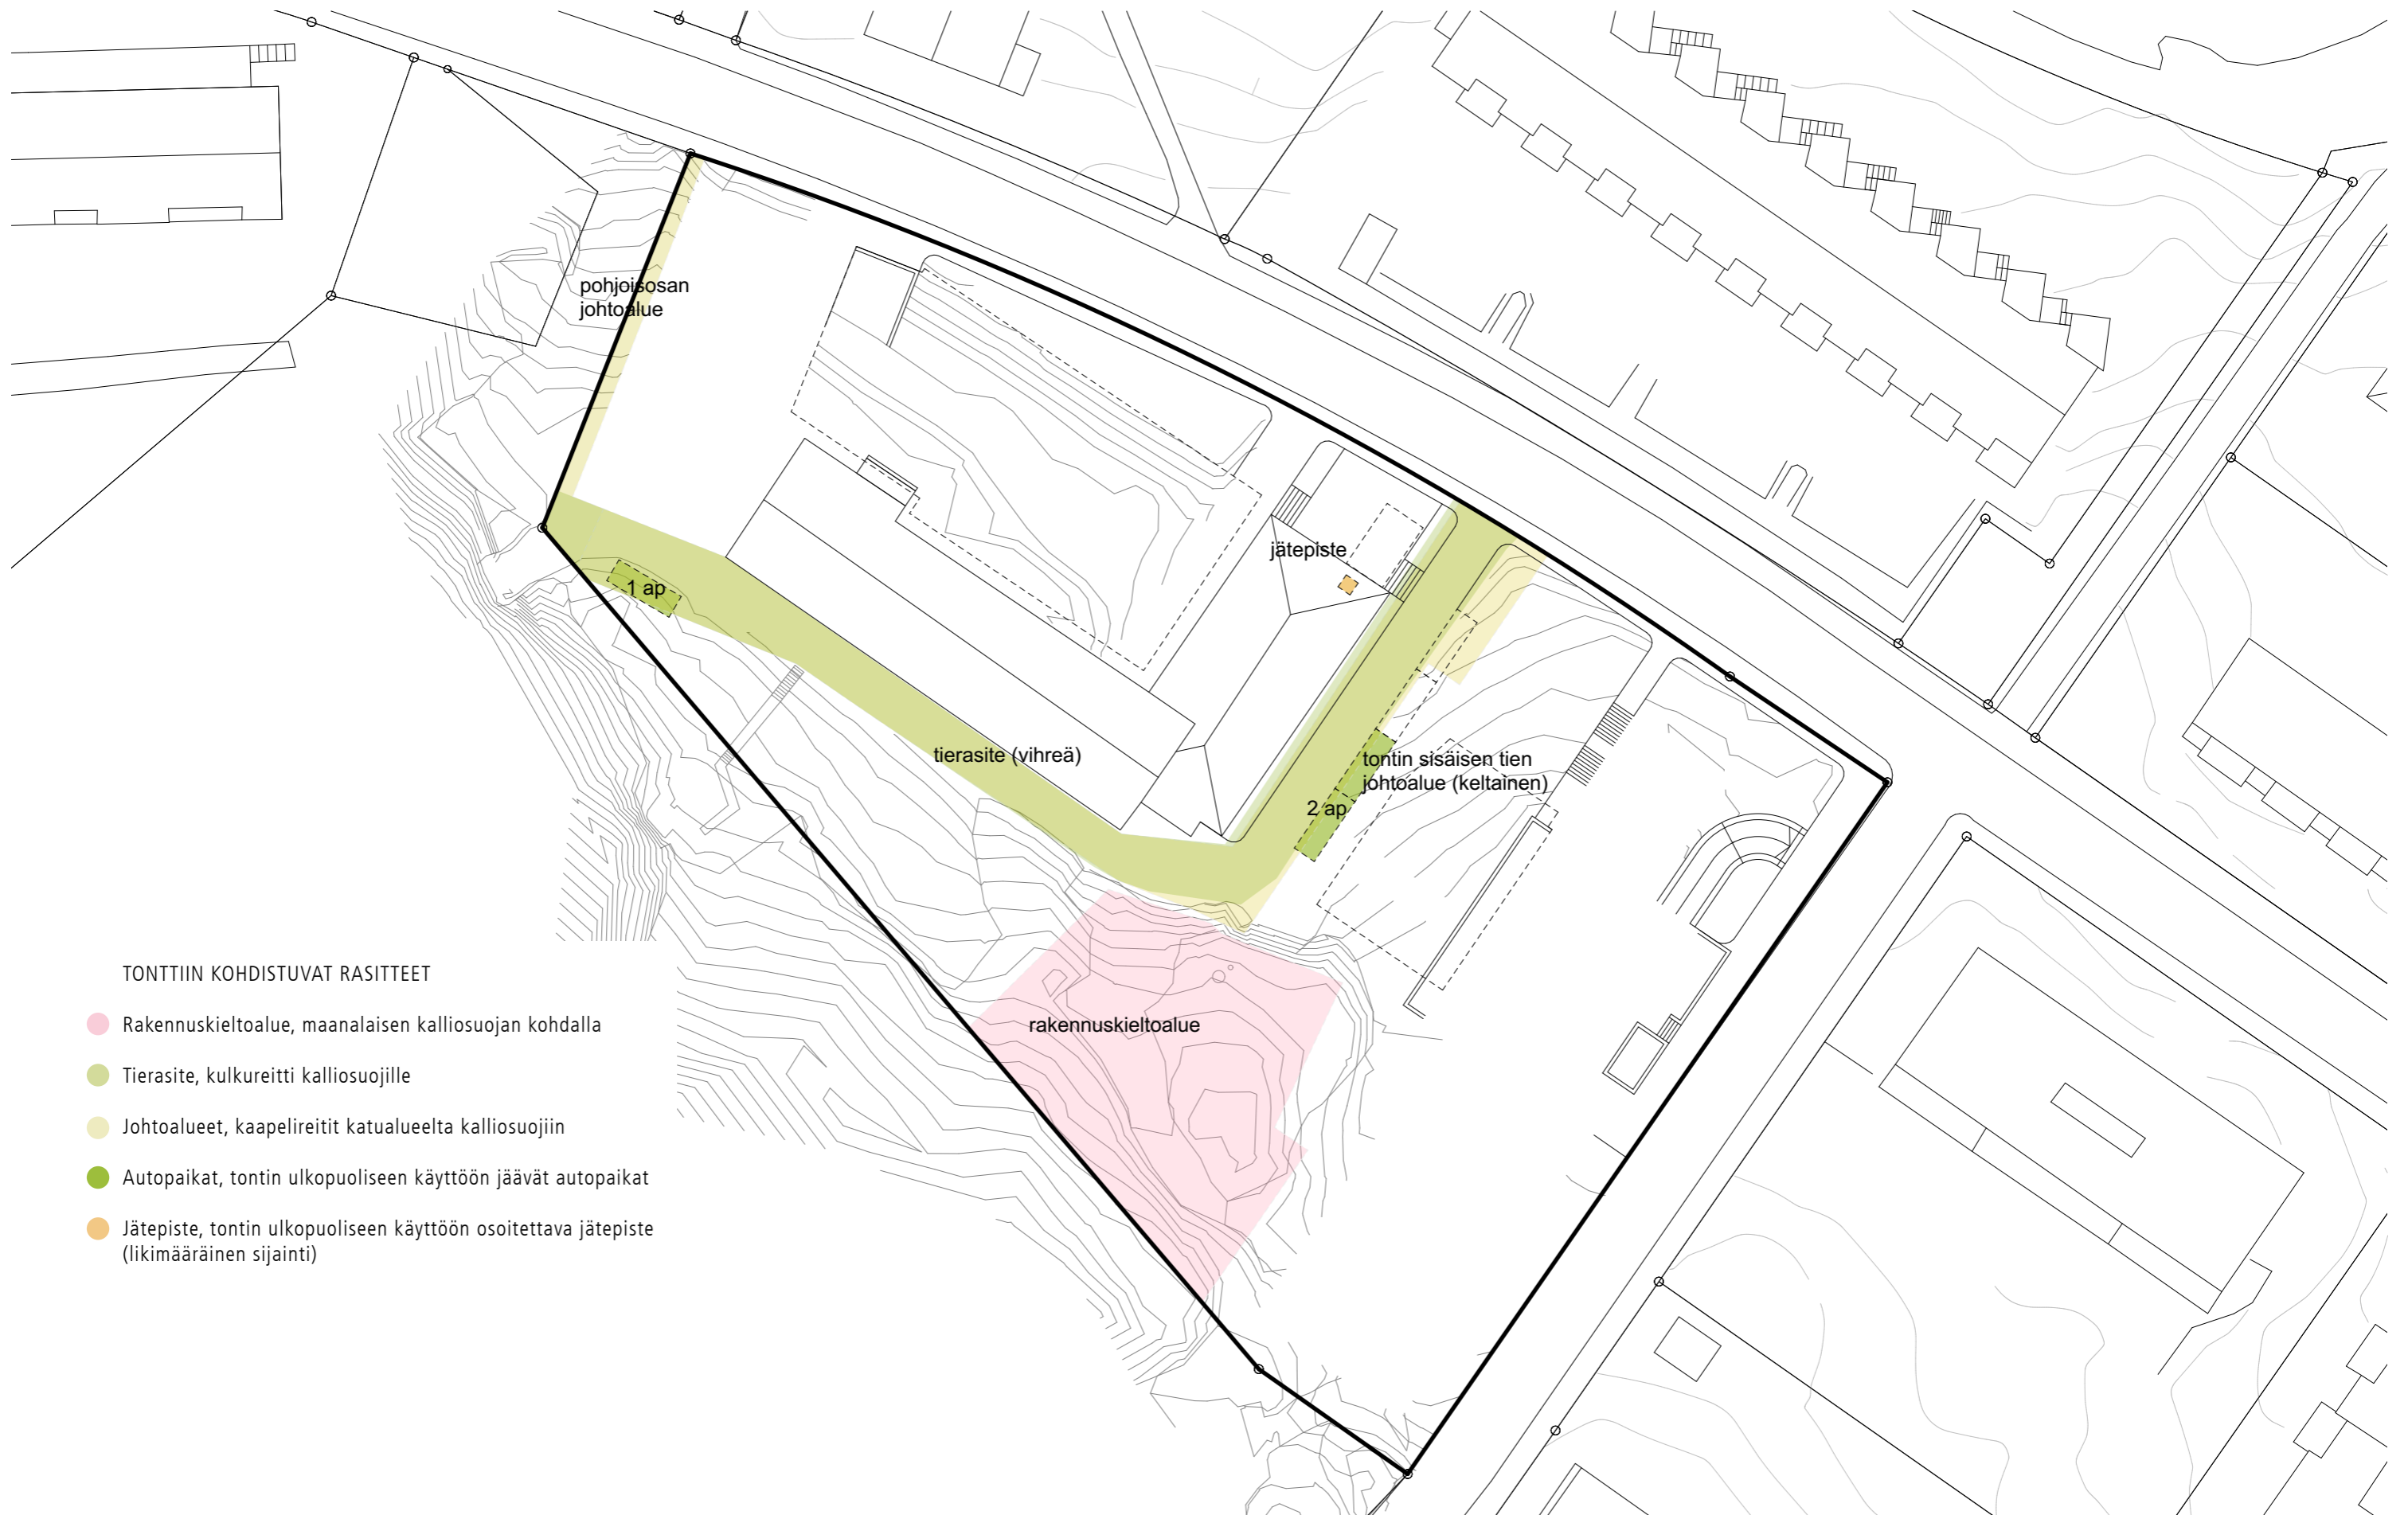 pohjoisosan
johtoalue
jätepiste
1 ap
tierasite (vihreä)
tontin sisäisen tien
johtoalue (keltainen)
2 ap
rakennuskieltoalue
TONTTIIN KOHDISTUVAT RASITTEET
Rakennuskieltoalue, maanalaisen kalliosuojan kohdalla
Tierasite, kulkureitti kalliosuojille
Johtoalueet, kaapelireitit katualueelta kalliosuojiin
Autopaikat, tontin ulkopuoliseen käyttöön jäävät autopaikat
Jätepiste, tontin ulkopuoliseen käyttöön osoitettava jätepiste
(likimääräinen sijainti)